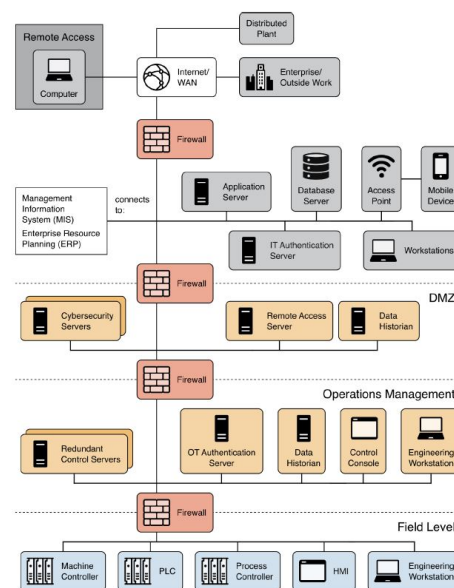 Remote Access
Computer
Distributed
Plant
Internet/
WAN
Enterprise/
Outside Work
Firewall
Management
Information
System (MIS)
Enterprise Resource
Planning (ERP)
connects
to:
Application
Server
Database
Server
Access
Point
Mobile
Device
IT Authentication
Server
Workstations
Firewall
DMZ
Cybersecurity
Servers
Remote Access
Server
Data
Historian
Firewall
Operations Management
Redundant
Control Servers
OT Authentication
Server
Data
Historian
Control
Console
Engineering
Workstation
Firewall
Field Level
Machine
Controller
PLC
Process
Controller
HMI
Engineering
Workstation